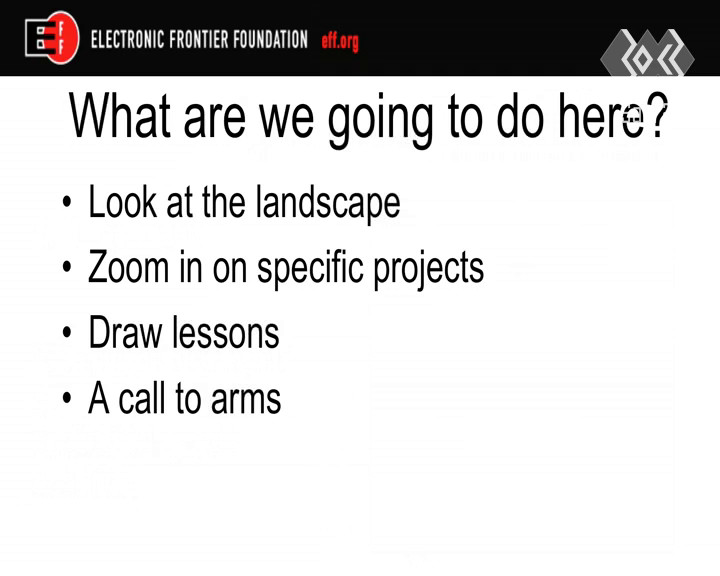 ELECTRONIC FRONTIER FOUNDATION eff.org
What are we going to do here?
• Look at the landscape
• Zoom in on specific projects
• Draw lessons
• A call to arms